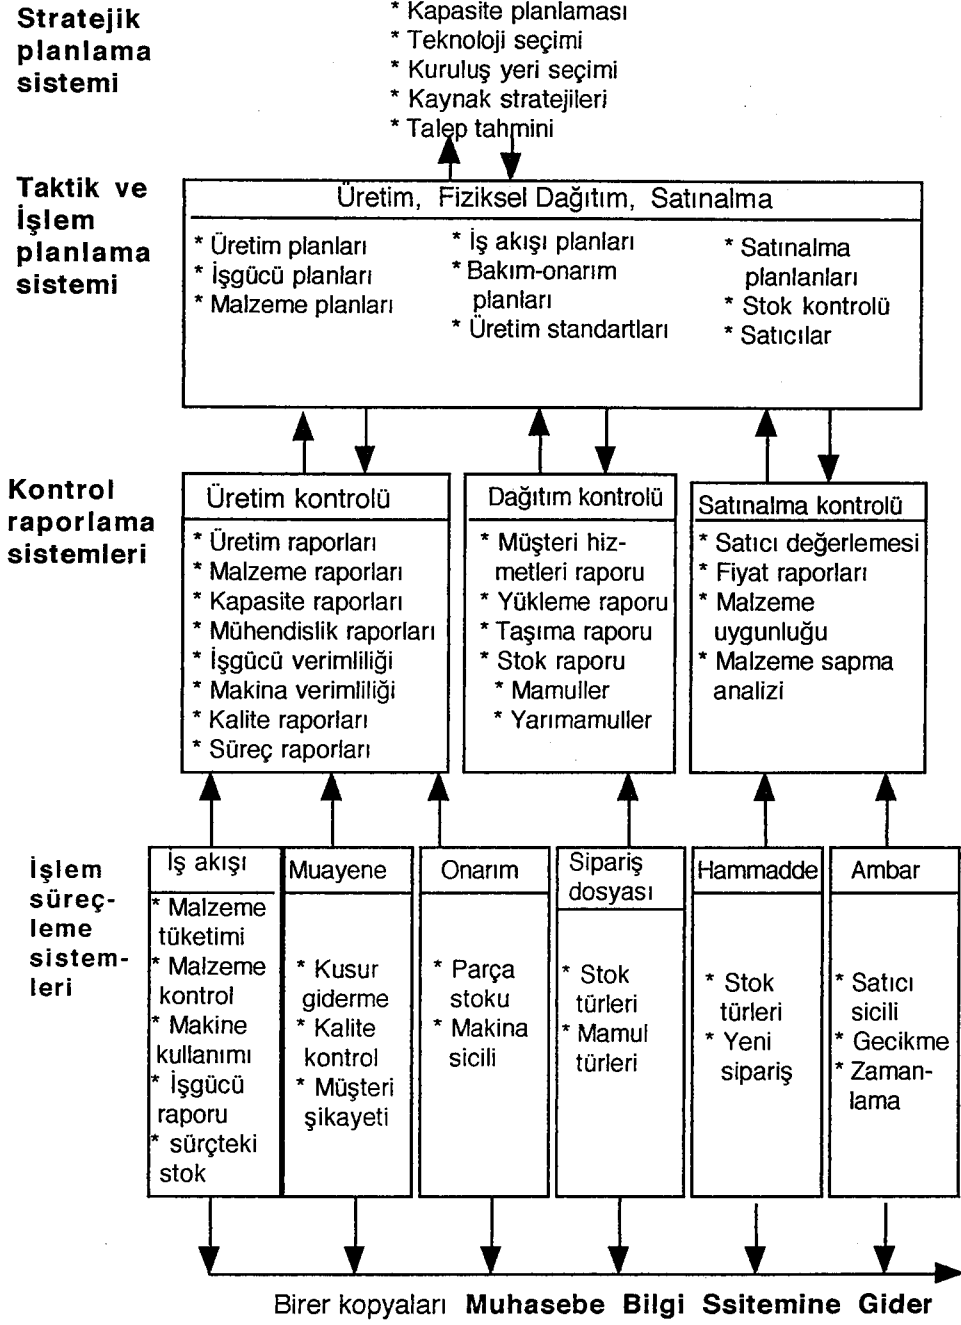 Stratejik
planlama
sistemi
* Kapasite planlaması
* Teknoloji seçimi
* Kuruluş yeri seçimi
* Kaynak stratejileri
* Talep tahmini
Taktik ve
İşlem
planlama
sistemi
Üretim, Fiziksel Dağıtım, Satınalma
* Üretim planları
* İşgücü planları
* Malzeme planları
* İş akışı planları
* Bakım-onarım
planları
* Üretim standartları
* Satınalma
planlanları
* Stok kontrolü
* Satıcılar
Kontrol
raporlama
sistemleri
Üretim kontrolü
* Üretim raporları
* Malzeme raporları
* Kapasite raporları
* Mühendislik raporları
* İşgücü verimliliği
* Makina verimliliği
* Kalite raporları
* Süreç raporları
Dağıtım kontrolü
* Müşteri hiz-
metleri raporu
* Yükleme raporu
* Taşıma raporu
* Stok raporu
* Mamuller
* Yarımamuller
Satınalma kontrolü
* Satıcı değerlemesi
* Fiyat raporları
* Malzeme
uygunluğu
* Malzeme sapma
analizi
İşlem
süreç-
leme
sistem-
leri
İş akışı
* Malzeme
tüketimi
* Malzeme
kontrol
* Makine
kullanımı
* İşgücü
raporu
* sürçteki
stok
Muayene
* Kusur
giderme
* Kalite
kontrol
* Müşteri
şikayeti
Onarım
* Parça
stoku
* Makina
sicili
Sipariş
dosyası
* Stok
türleri
* Mamul
türleri
Hammadde
* Stok
türleri
* Yeni
sipariş
Ambar
* Satıcı
sicili
* Gecikme
* Zaman-
lama
Birer kopyaları Muhasebe Bilgi Ssitemine Gider